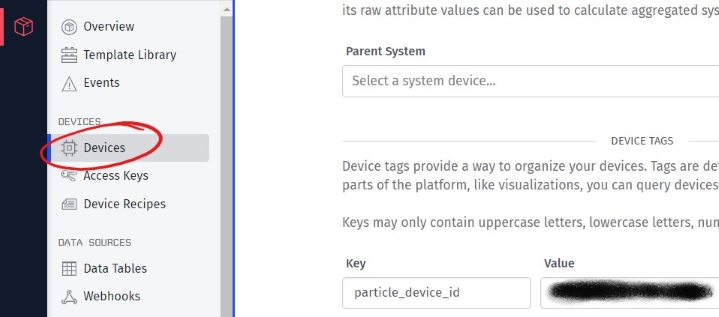 Overview
Template Library
Events
DEVICES
Devices
Access Keys
Device Recipes
DATA SOURCES
Data Tables
Webhooks
its raw attribute values can be used to calculate aggregated sys
Parent System
Select a system device...
DEVICE TAGS
Device tags provide a way to organize your devices. Tags are de
parts of the platform, like visualizations, you can query devices
Keys may only contain uppercase letters, lowercase letters, num
Key Value
particle_device_id